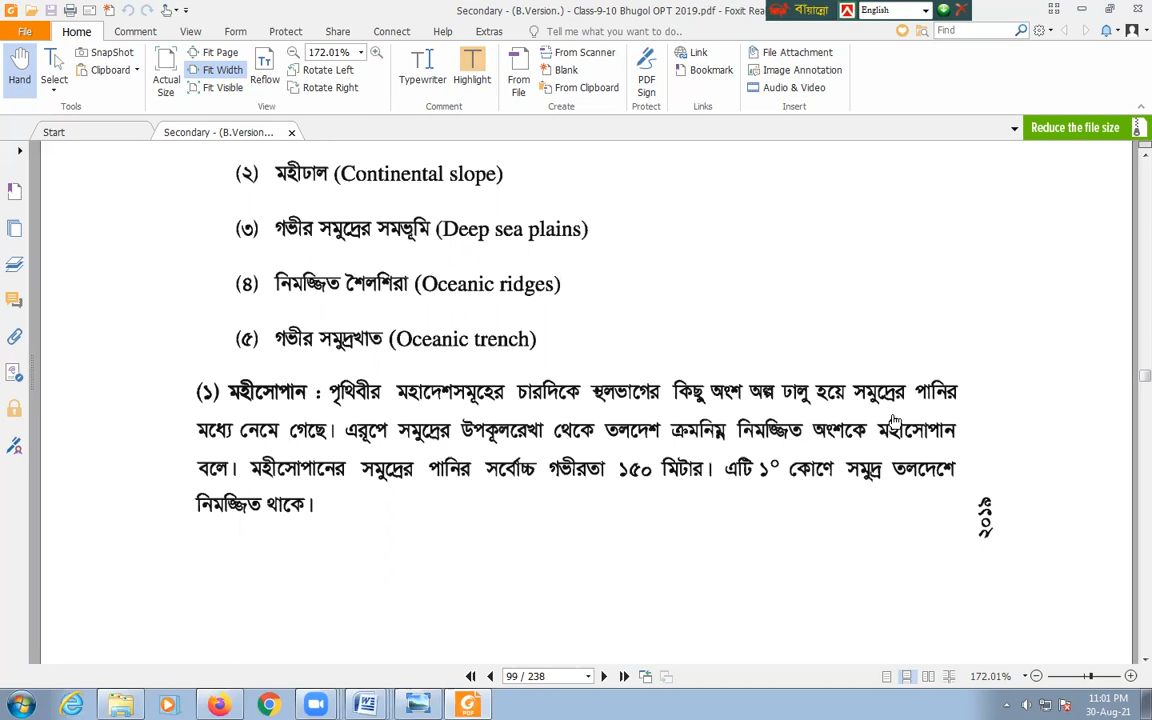 Secondary - (B.Version.) - Class-9-10 Bhugol OPT 2019.pdf - Foxit Rea
English
File Home Comment View Form Protect Share Connect Help Extras Tell me what you want to do... Find
Hand
Select
SnapShot
Clipboard
Actual Size
Fit Page
Fit Width
Fit Visible
Reflow
172.01%
Rotate Left
Rotate Right
Typewriter
Highlight
From File
From Scanner
Blank
From Clipboard
PDF Sign
Link
Bookmark
File Attachment
Image Annotation
Audio & Video
Tools View Comment Create Protect Links Insert
Start Secondary - (B.Version... Reduce the file size
(২) মহীঢাল (Continental slope)
(৩) গভীর সমুদ্রের সমভূমি (Deep sea plains)
(৪) নিমজ্জিত শৈলশিরা (Oceanic ridges)
(৫) গভীর সমুদ্রখাত (Oceanic trench)
(১) মহীসোপান : পৃথিবীর মহাদেশসমূহের চারদিকে স্থলভাগের কিছু অংশ অল্প ঢালু হয়ে সমুদ্রের পানির
মধ্যে নেমে গেছে। এরূপে সমুদ্রের উপকূলরেখা থেকে তলদেশ ক্রমনিম্ন নিমজ্জিত অংশকে মহীসোপান
বলে। মহীসোপানের সমুদ্রের পানির সর্বোচ্চ গভীরতা ১৫০ মিটার। এটি ১° কোণে সমুদ্র তলদেশে
নিমজ্জিত থাকে।
২০১৯
99 / 238 172.01%
11:01 PM
30-Aug-21